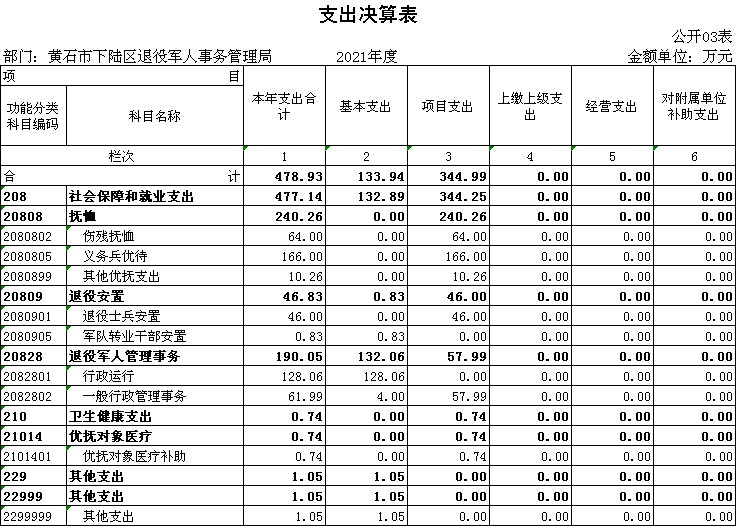 支出决算表
公开03表
部门：黄石市下陆区退役军人事务管理局 2021年度 金额单位：万元
项 目 本年支出合计 基本支出 项目支出 上缴上级支出 经营支出 对附属单位补助支出
功能分类科目编码 科目名称
栏次 1 2 3 4 5 6
合 计 478.93 133.94 344.99 0.00 0.00 0.00
208 社会保障和就业支出 477.14 132.89 344.25 0.00 0.00 0.00
20808 抚恤 240.26 0.00 240.26 0.00 0.00 0.00
2080802 伤残抚恤 64.00 0.00 64.00 0.00 0.00 0.00
2080805 义务兵优待 166.00 0.00 166.00 0.00 0.00 0.00
2080899 其他优抚支出 10.26 0.00 10.26 0.00 0.00 0.00
20809 退役安置 46.83 0.83 46.00 0.00 0.00 0.00
2080901 退役士兵安置 46.00 0.00 46.00 0.00 0.00 0.00
2080905 军队转业干部安置 0.83 0.83 0.00 0.00 0.00 0.00
20828 退役军人管理事务 190.05 132.06 57.99 0.00 0.00 0.00
2082801 行政运行 128.06 128.06 0.00 0.00 0.00 0.00
2082802 一般行政管理事务 61.99 4.00 57.99 0.00 0.00 0.00
210 卫生健康支出 0.74 0.00 0.74 0.00 0.00 0.00
21014 优抚对象医疗 0.74 0.00 0.74 0.00 0.00 0.00
2101401 优抚对象医疗补助 0.74 0.00 0.74 0.00 0.00 0.00
229 其他支出 1.05 1.05 0.00 0.00 0.00 0.00
22999 其他支出 1.05 1.05 0.00 0.00 0.00 0.00
2299999 其他支出 1.05 1.05 0.00 0.00 0.00 0.00